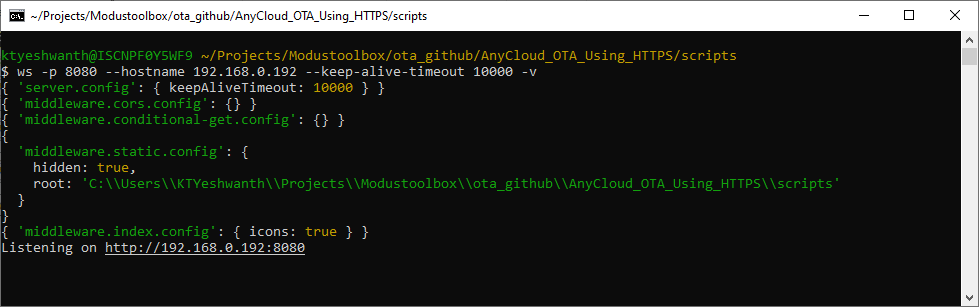 ~/Projects/Modustoolbox/ota_github/AnyCloud_OTA_Using_HTTPS/scripts
ktyeshwanth@ISCNPF0Y5WF9 ~/Projects/Modustoolbox/ota_github/AnyCloud_OTA_Using_HTTPS/scripts
$ ws -p 8080 --hostname 192.168.0.192 --keep-alive-timeout 10000 -v
{ 'server.config': { keepAliveTimeout: 10000 } }
{ 'middleware.cors.config': {} }
{ 'middleware.conditional-get.config': {} }
{
  'middleware.static.config': {
    hidden: true,
    root: 'C:\\Users\\KTYeshwanth\\Projects\\Modustoolbox\\ota_github\\AnyCloud_OTA_Using_HTTPS\\scripts'
  }
}
{ 'middleware.index.config': { icons: true } }
Listening on http://192.168.0.192:8080